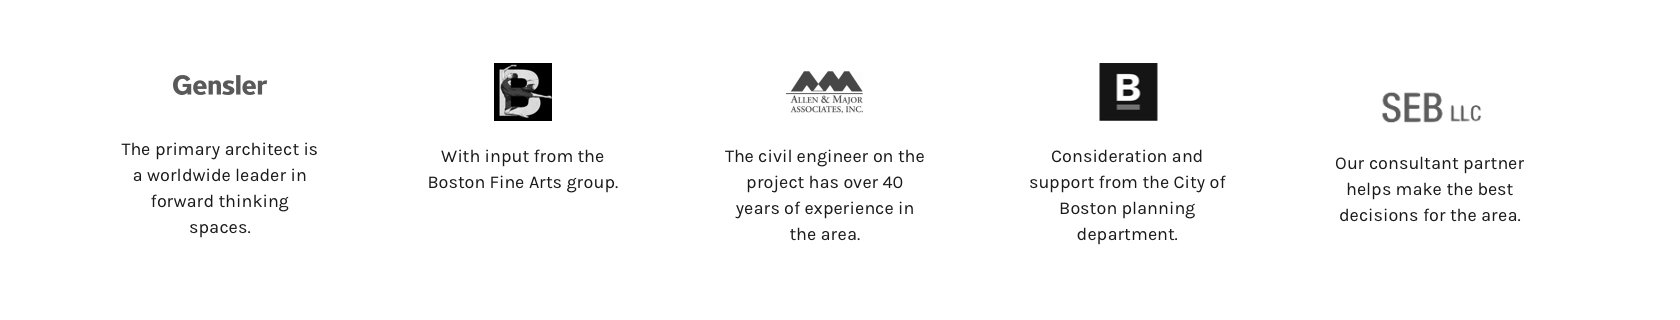 Gensler
The primary architect is
a worldwide leader in
forward thinking
spaces.
B
With input from the
Boston Fine Arts group.
ALLEN & MAJOR
ASSOCIATES, INC.
The civil engineer on the
project has over 40
years of experience in
the area.
B
Consideration and
support from the City of
Boston planning
department.
SEB LLC
Our consultant partner
helps make the best
decisions for the area.